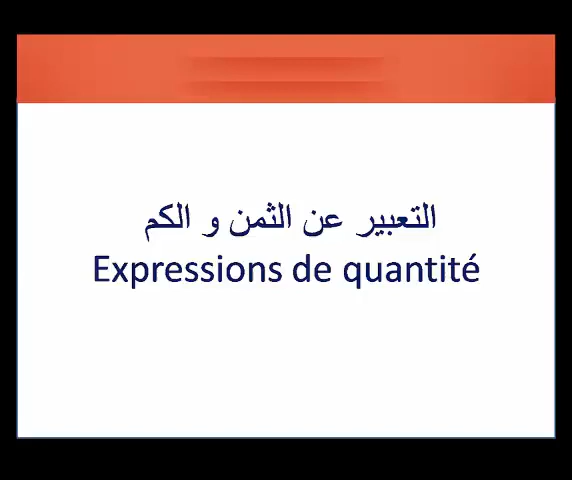 التعبير عن الثمن و الكم
Expressions de quantité